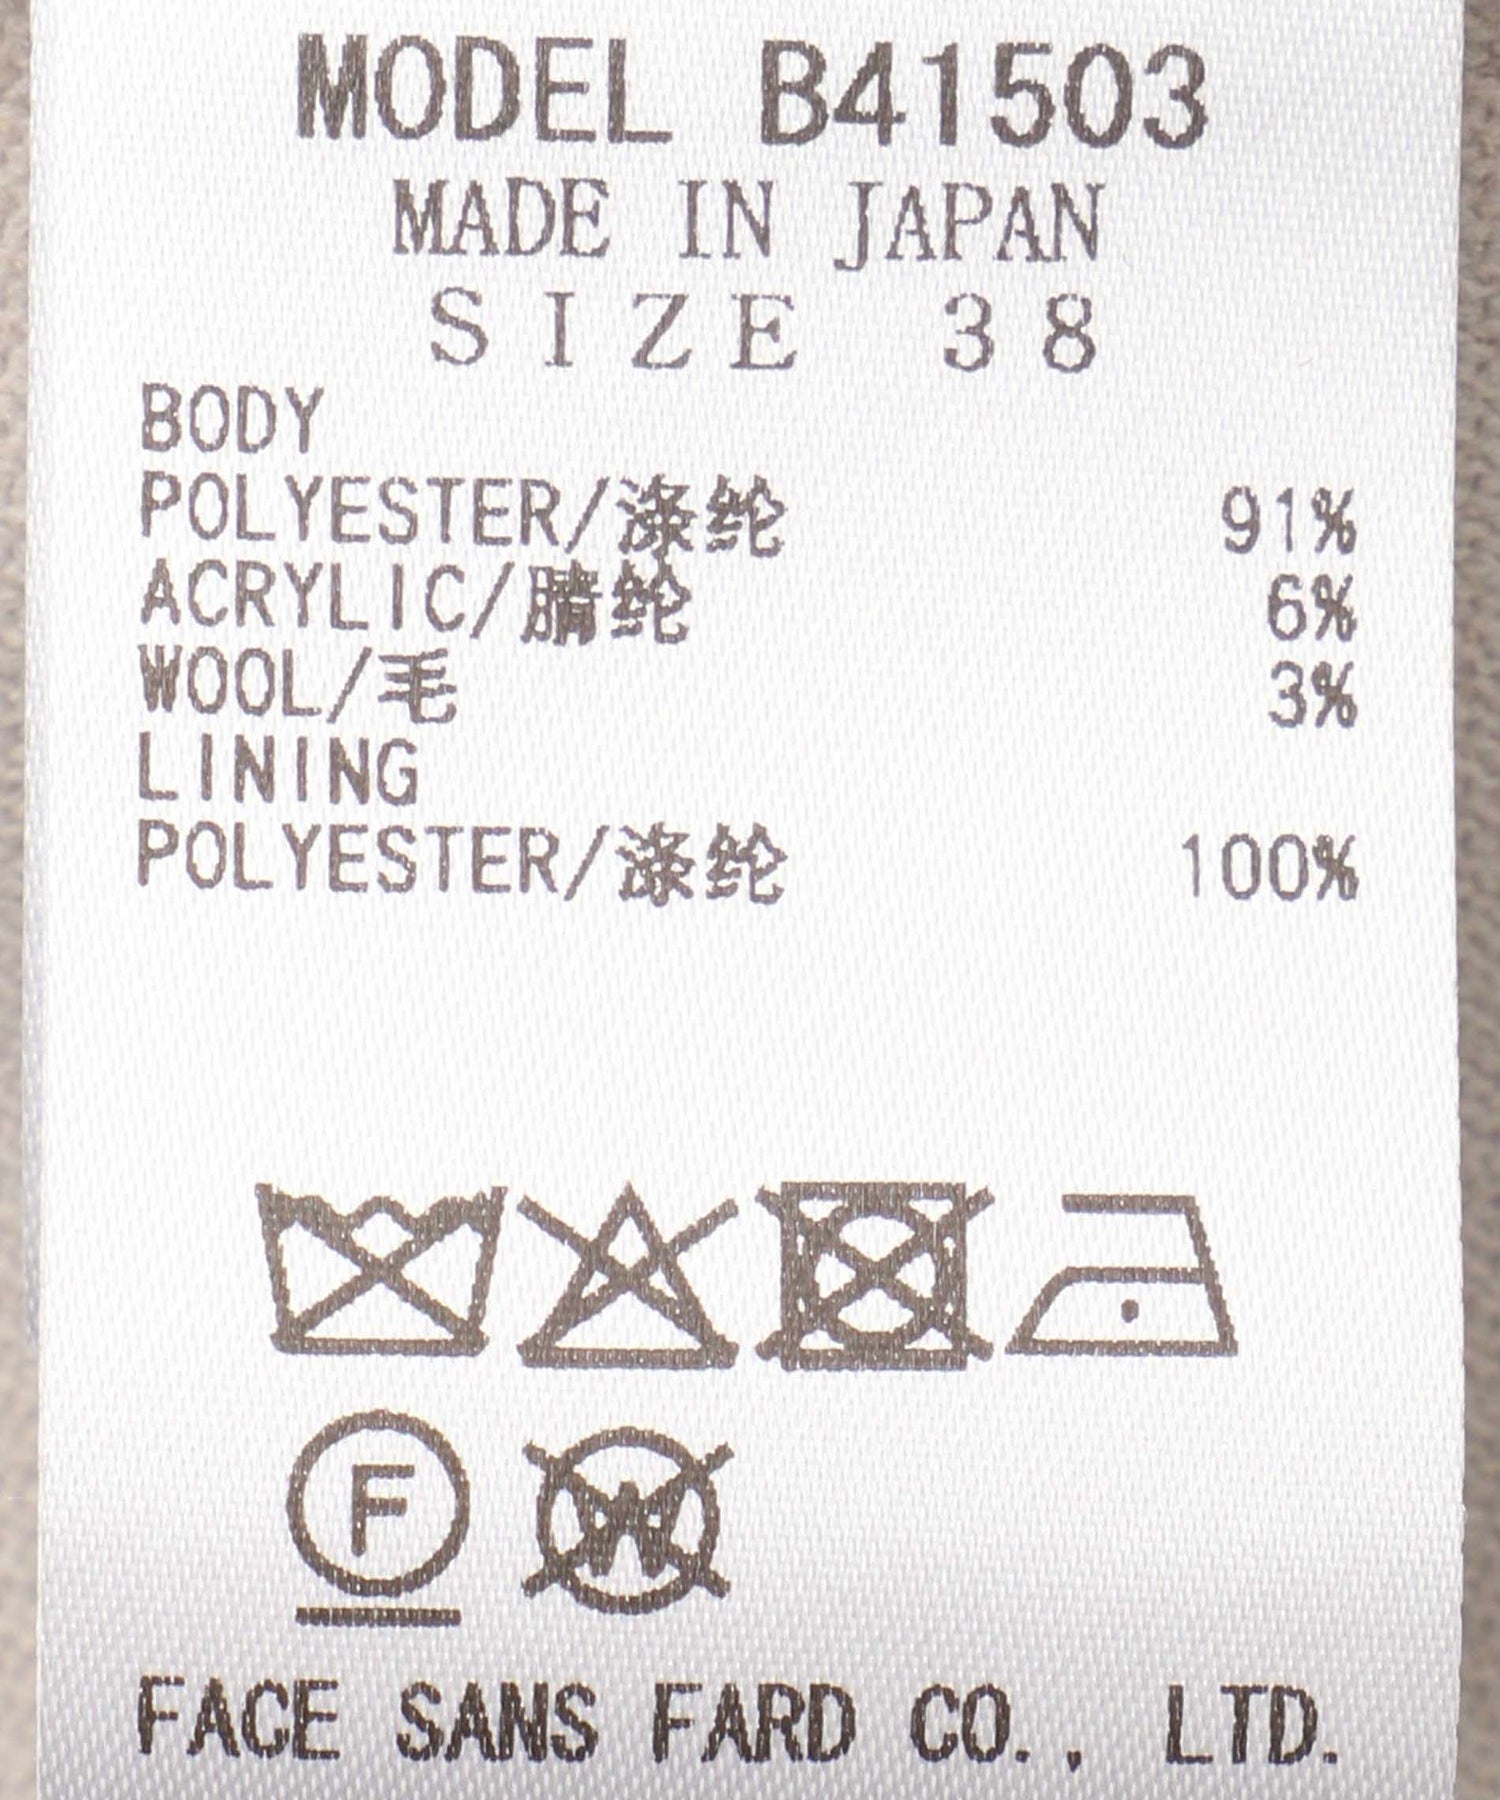 MODEL B41503
MADE IN JAPAN
SIZE 38
BODY
POLYESTER/涤纶 91%
ACRYLIC/腈纶 6%
WOOL/毛 3%
LINING
POLYESTER/涤纶 100%
F
W
FACE SANS FARD CO., LTD.